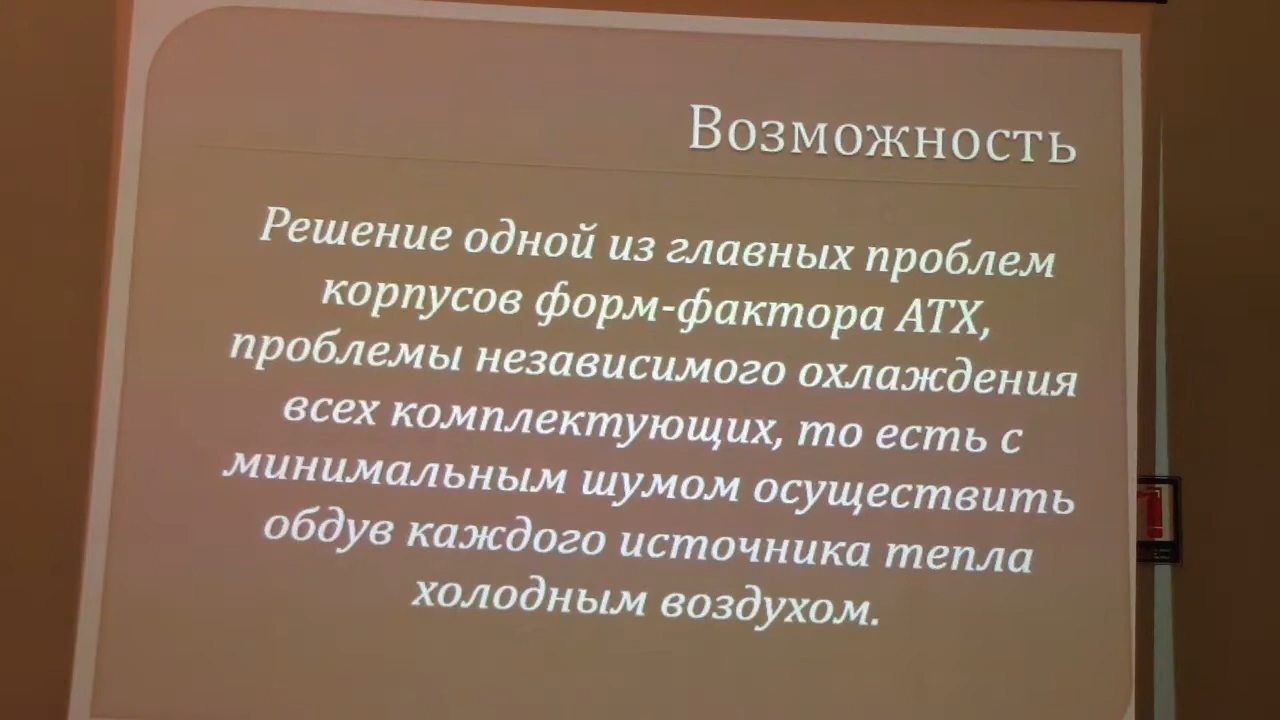 Возможность
Решение одной из главных проблем
корпусов форм-фактора АТХ,
проблемы независимого охлаждения
всех комплектующих, то есть с
минимальным шумом осуществить
обдув каждого источника тепла
холодным воздухом.